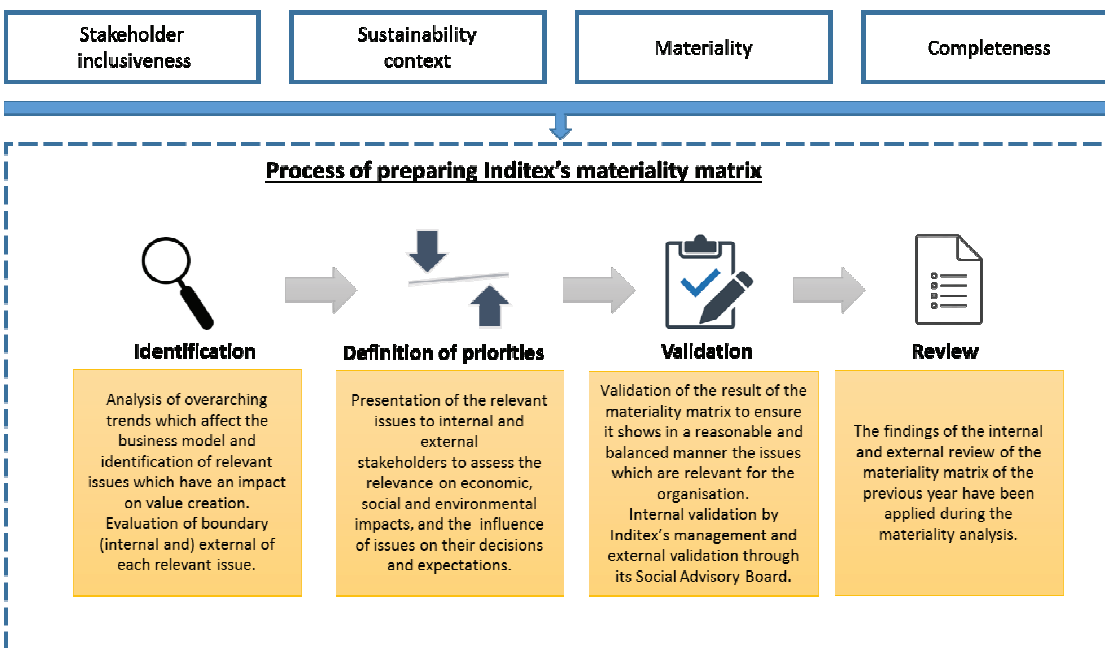 Stakeholder
inclusiveness
Sustainability
context
Materiality
Completeness
Process of preparing Inditex's materiality matrix
Identification
Analysis of overarching
trends which affect the
business model and
identification of relevant
issues which have an impact
on value creation.
Evaluation of boundary
(internal and) external of
each relevant issue.
Definition of priorities
Presentation of the relevant
issues to internal and
external
stakeholders to assess the
relevance on economic,
social and environmental
impacts, and the influence
of issues on their decisions
and expectations.
Validation
Validation of the result of the
materiality matrix to ensure
it shows in a reasonable and
balanced manner the issues
which are relevant for the
organisation.
Internal validation by
Inditex's management and
external validation through
its Social Advisory Board.
Review
The findings of the internal
and external review of the
materiality matrix of the
previous year have been
applied during the
materiality analysis.